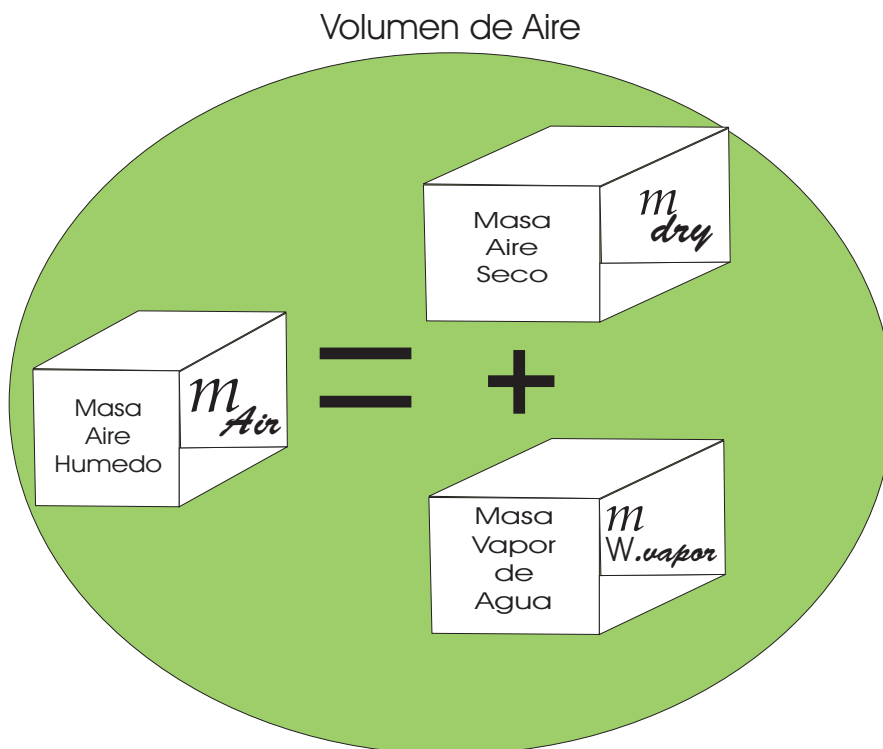 Volumen de Aire
Masa
Aire
Seco
m
dry
=
+
Masa
Aire
Humedo
m
Air
Masa
Vapor
de
Agua
m
W.vapor